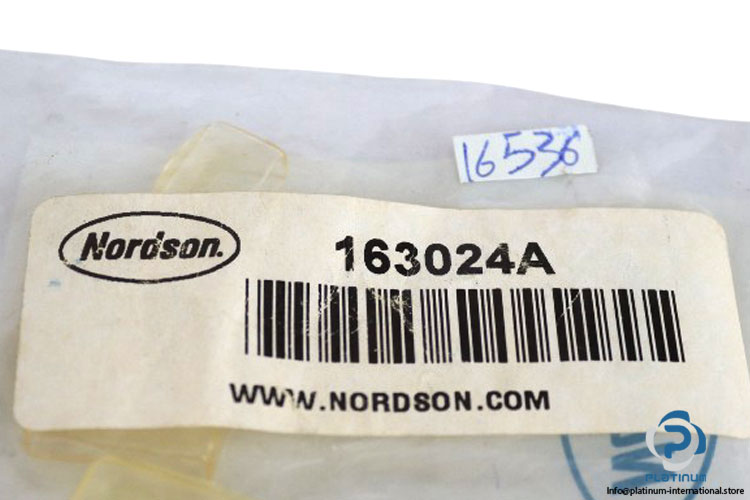 16536
Nordson.
163024A
WWW.NORDSON.COM
PLATINUM
Info@platinum-international.store